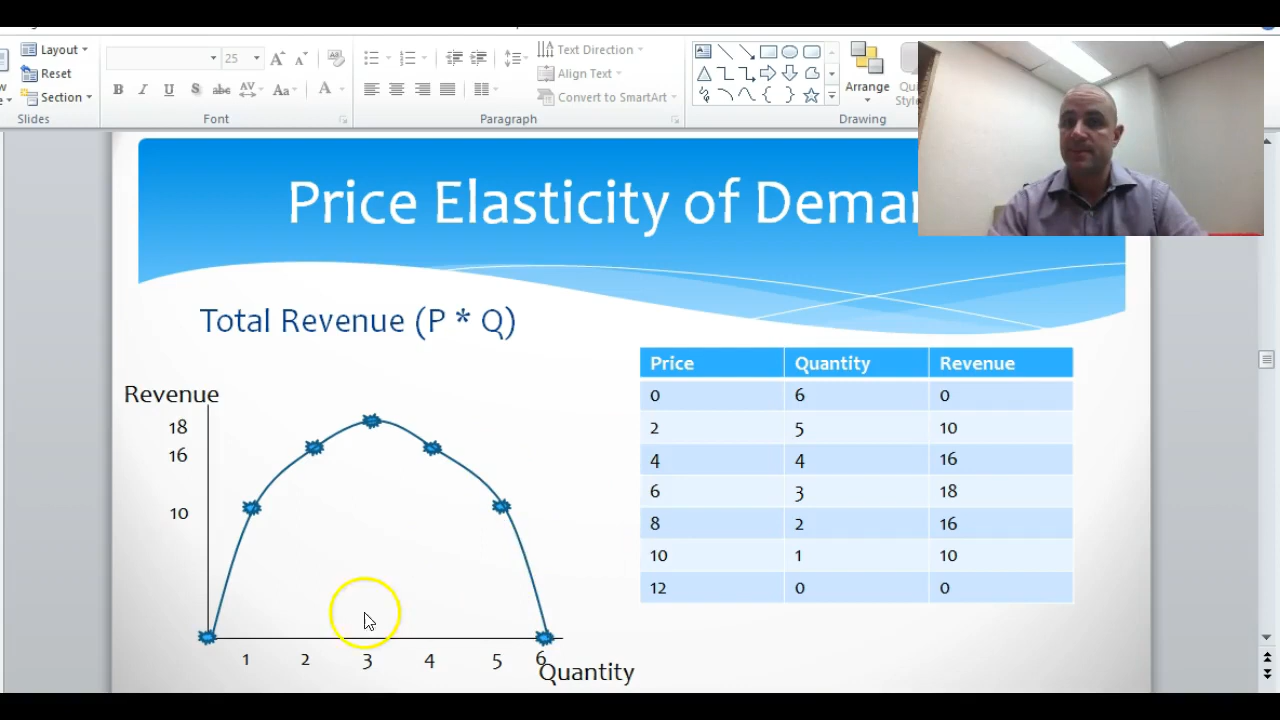 Layout
Text Direction
Reset
Align Text
Section
Convert to SmartArt
25
B I U S abc AV Aa A
Arrange
Slides
Font
Paragraph
Drawing
Price Elasticity of
Total Revenue (P * Q)
Revenue
18
16
10
1 2 3 4 5 6
Quantity
Price Quantity Revenue
0 6 0
2 5 10
4 4 16
6 3 18
8 2 16
10 1 10
12 0 0